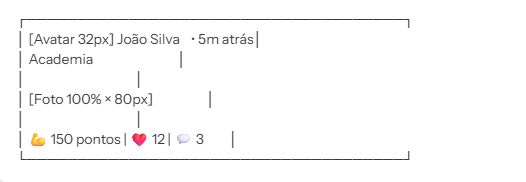 [Avatar 32px] João Silva • 5m atrás
Academia
[Foto 100% × 80px]
💪 150 pontos | ❤️ 12 | 💬 3